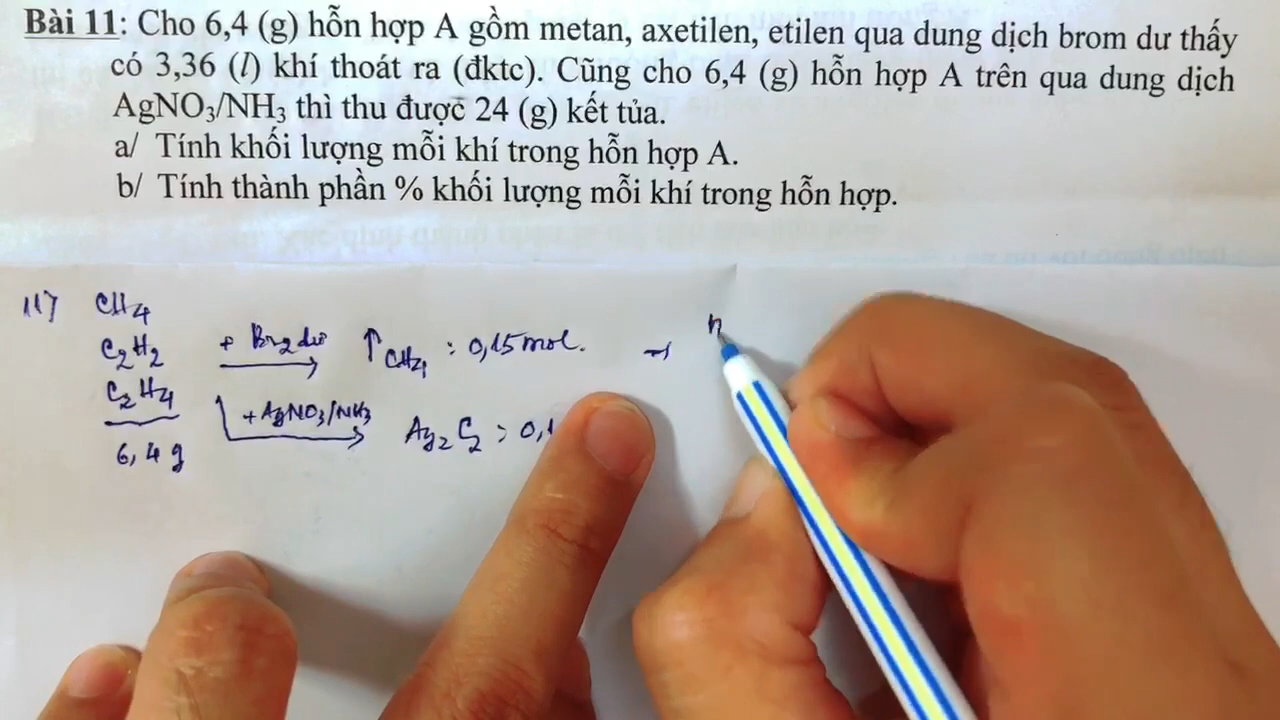 Bài 11: Cho 6,4 (g) hỗn hợp A gồm metan, axetilen, etilen qua dung dịch brom dư thấy
có 3,36 (l) khí thoát ra (đktc). Cũng cho 6,4 (g) hỗn hợp A trên qua dung dịch
AgNO₃/NH₃ thì thu được 24 (g) kết tủa.
a/ Tính khối lượng mỗi khí trong hỗn hợp A.
b/ Tính thành phần % khối lượng mỗi khí trong hỗn hợp.
11) CH₄
C₂H₂ + Br₂ dư → ↑CH₄ : 0,15 mol. → n
C₂H₄ + AgNO₃/NH₃ → Ag₂C₂ : 0,1
6,4g